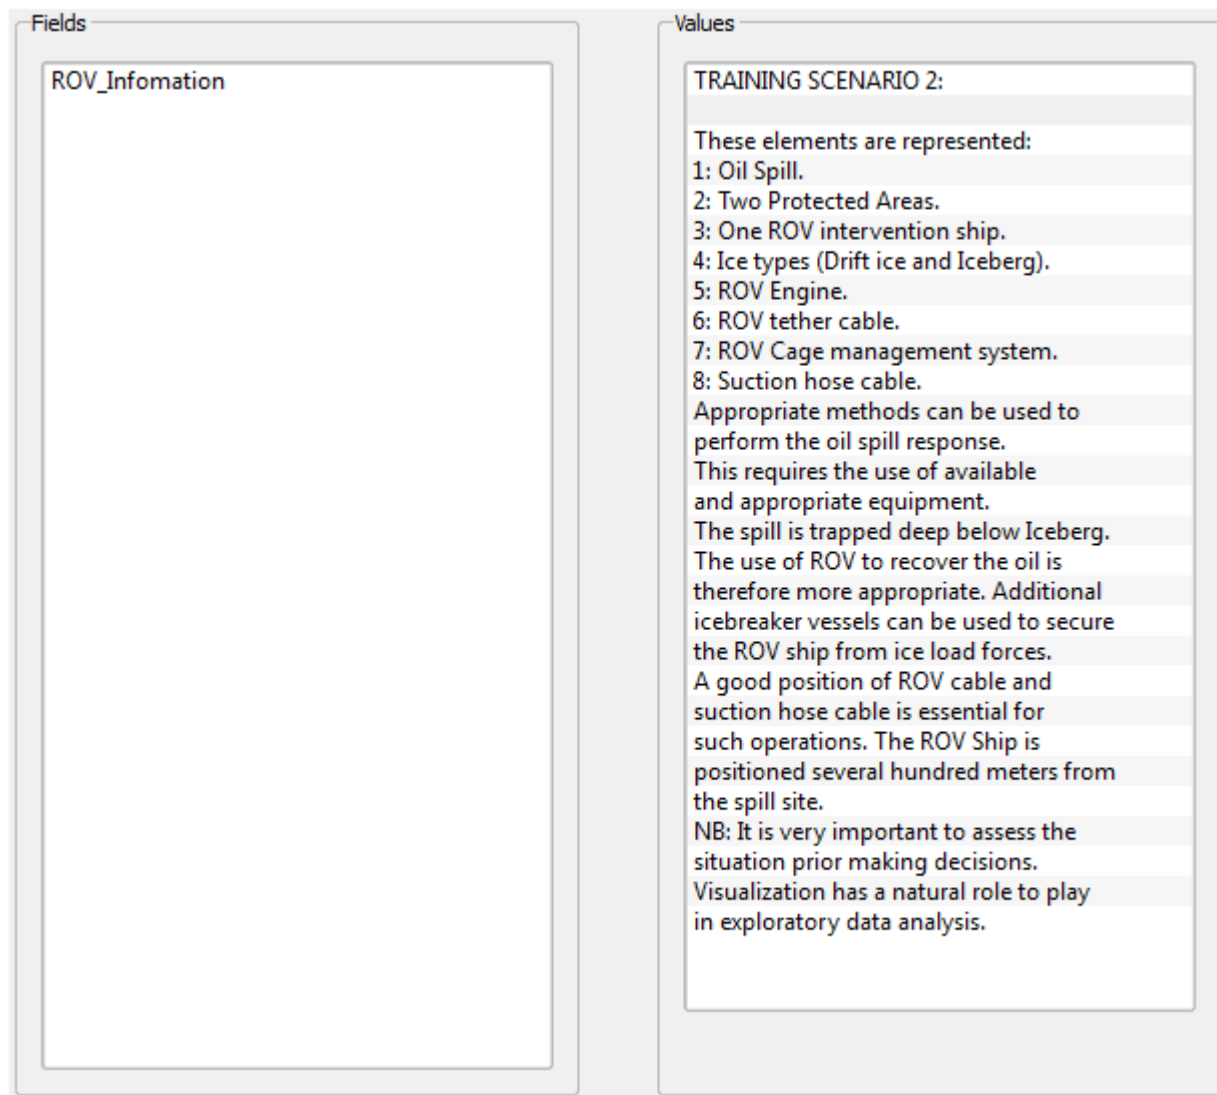 Fields
ROV_Infomation
Values
TRAINING SCENARIO 2:
These elements are represented:
1: Oil Spill.
2: Two Protected Areas.
3: One ROV intervention ship.
4: Ice types (Drift ice and Iceberg).
5: ROV Engine.
6: ROV tether cable.
7: ROV Cage management system.
8: Suction hose cable.
Appropriate methods can be used to
perform the oil spill response.
This requires the use of available
and appropriate equipment.
The spill is trapped deep below Iceberg.
The use of ROV to recover the oil is
therefore more appropriate. Additional
icebreaker vessels can be used to secure
the ROV ship from ice load forces.
A good position of ROV cable and
suction hose cable is essential for
such operations. The ROV Ship is
positioned several hundred meters from
the spill site.
NB: It is very important to assess the
situation prior making decisions.
Visualization has a natural role to play
in exploratory data analysis.